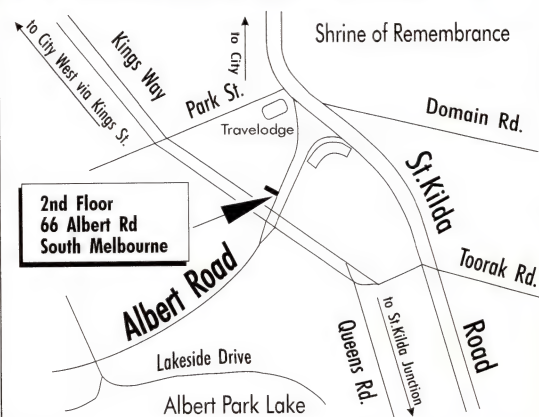 to City
Shrine of Remembrance
to City West via Kings St.
Kings Way
Park St.
Travelodge
Domain Rd.
St.Kilda
Road
2nd Floor
66 Albert Rd
South Melbourne
Toorak Rd.
Albert Road
Queens Rd.
to St.Kilda Junction
Lakeside Drive
Albert Park Lake